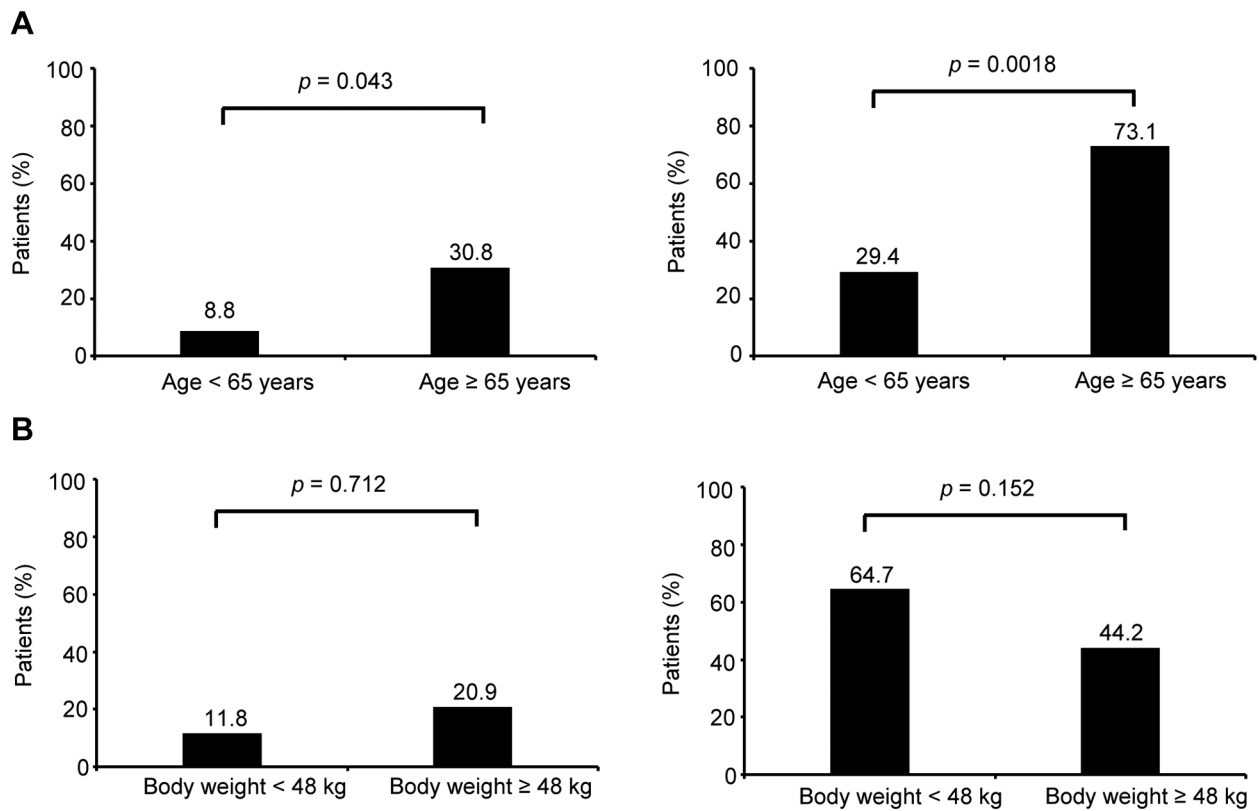 A
p = 0.043
100
80
60
40
20
0
Patients (%)
8.8
30.8
Age < 65 years
Age ≥ 65 years
p = 0.0018
100
80
60
40
20
0
Patients (%)
29.4
73.1
Age < 65 years
Age ≥ 65 years
B
p = 0.712
100
80
60
40
20
0
Patients (%)
11.8
20.9
Body weight < 48 kg
Body weight ≥ 48 kg
p = 0.152
100
80
60
40
20
0
Patients (%)
64.7
44.2
Body weight < 48 kg
Body weight ≥ 48 kg